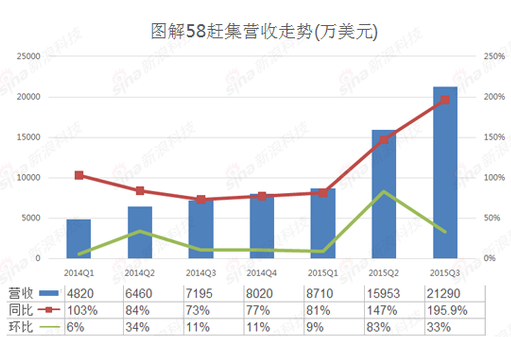 图解58赶集营收走势(万美元)
25000 250%
20000 200%
15000 150%
10000 100%
5000 50%
0 0%
2014Q1 2014Q2 2014Q3 2014Q4 2015Q1 2015Q2 2015Q3
营收 4820 6460 7195 8020 8710 15953 21290
同比 103% 84% 73% 77% 81% 147% 195.9%
环比 6% 34% 11% 11% 9% 83% 33%
sina新浪科技